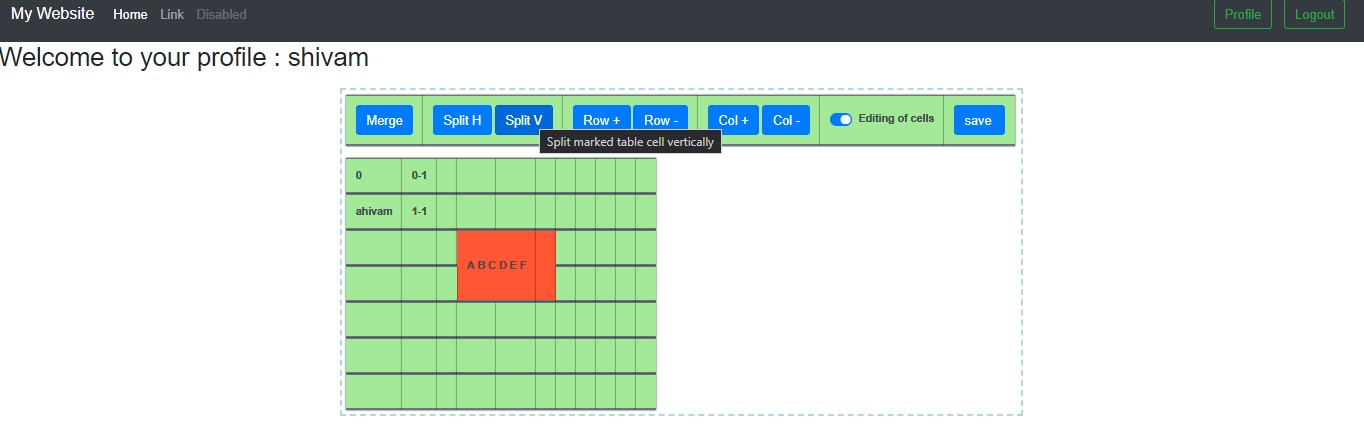 My Website Home Link Disabled Profile Logout
Welcome to your profile : shivam
Merge Split H Split V Row + Row - Col + Col - Editing of cells save
Split marked table cell vertically
0 0-1
ahivam 1-1
A B C D E F